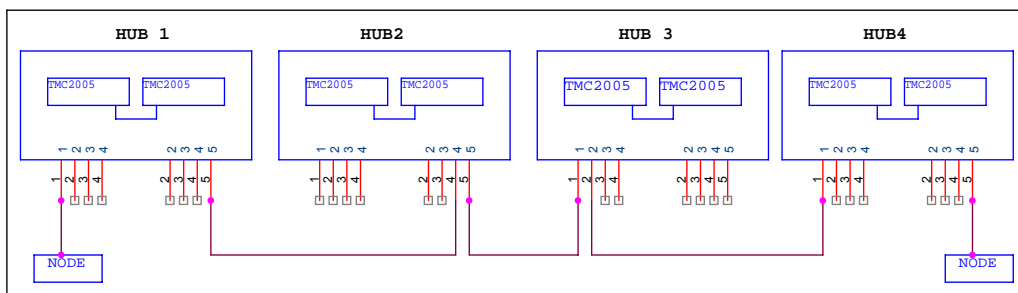 HUB 1 HUB2 HUB 3 HUB4
TMC2005 TMC2005 TMC2005 TMC2005 TMC2005 TMC2005 TMC2005 TMC2005
1 2 3 4 2 3 4 5 1 2 3 4 2 3 4 5 1 2 3 4 2 3 4 5 1 2 3 4 2 3 4 5
1 2 3 4 2 3 4 5 1 2 3 4 2 3 4 5 1 2 3 4 2 3 4 5 1 2 3 4 2 3 4 5
NODE NODE